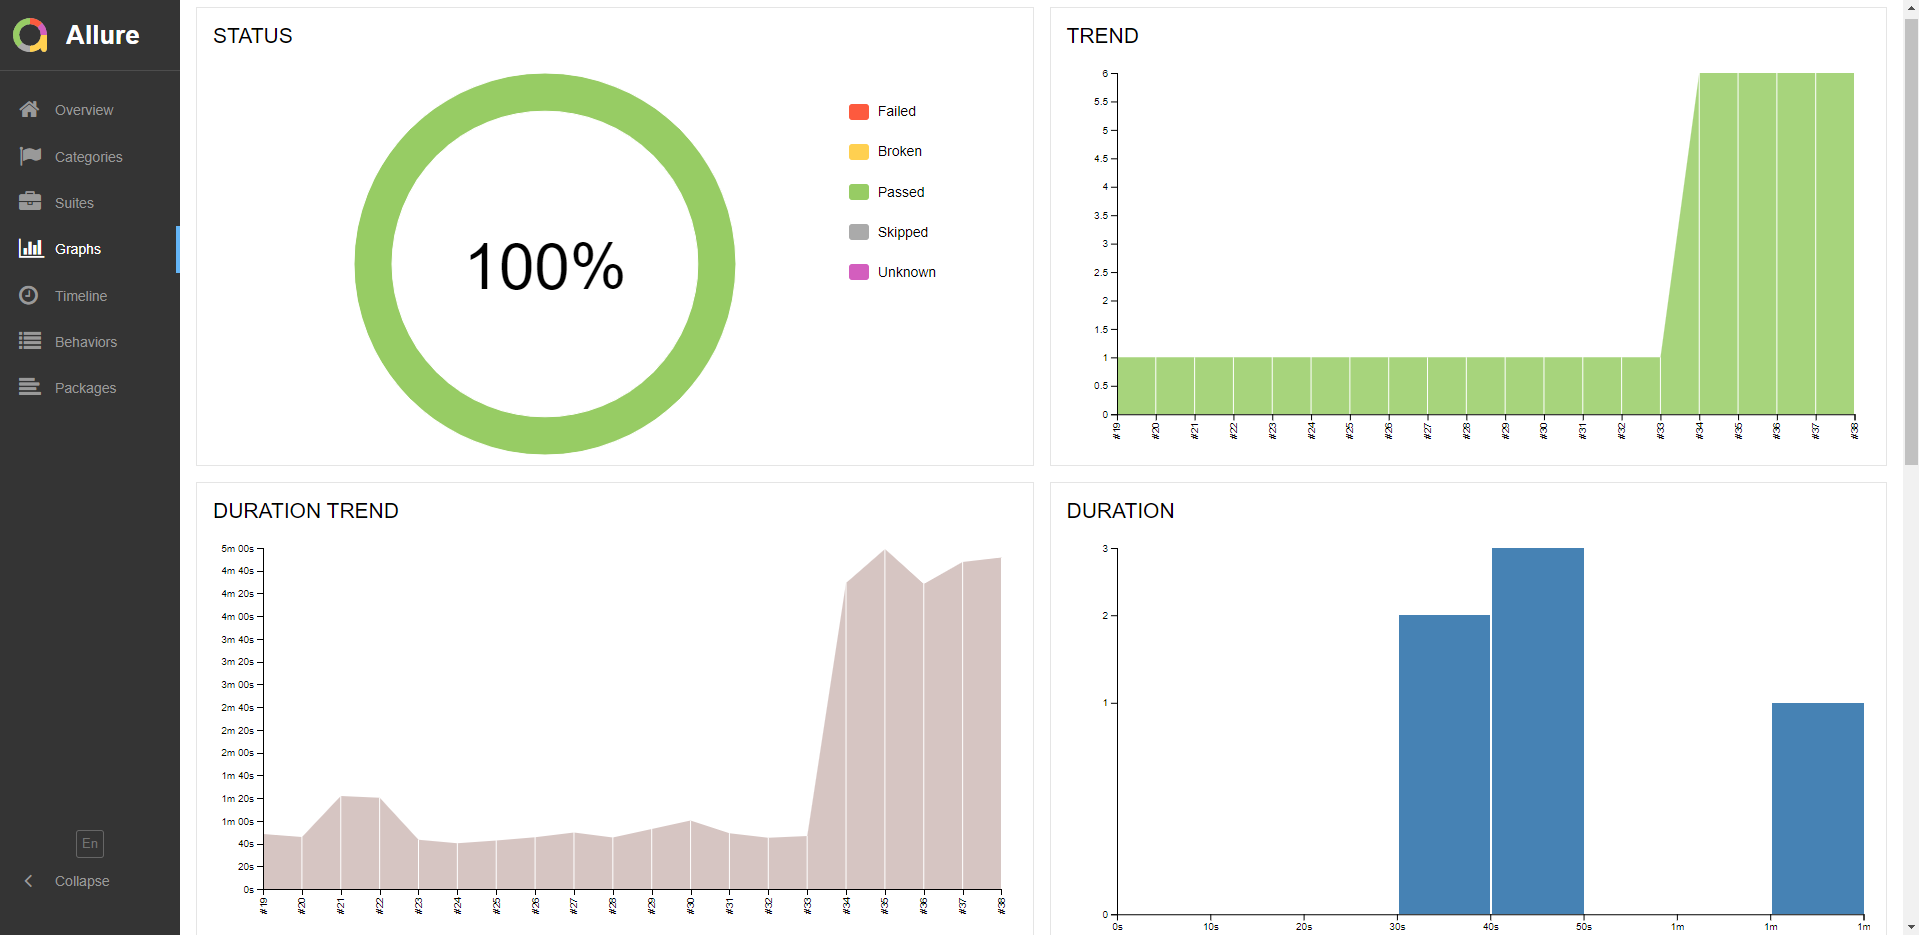 Allure
Overview
Categories
Suites
Graphs
Timeline
Behaviors
Packages
En
Collapse
STATUS
100%
Failed
Broken
Passed
Skipped
Unknown
TREND
6
5.5
5
4.5
4
3.5
3
2.5
2
1.5
1
0.5
0
#19 #20 #21 #22 #23 #24 #25 #26 #27 #28 #29 #30 #31 #32 #33 #34 #35 #36 #37 #38
DURATION TREND
5m 00s
4m 40s
4m 20s
4m 00s
3m 40s
3m 20s
3m 00s
2m 40s
2m 20s
2m 00s
1m 40s
1m 20s
1m 00s
40s
20s
0s
#19 #20 #21 #22 #23 #24 #25 #26 #27 #28 #29 #30 #31 #32 #33 #34 #35 #36 #37 #38
DURATION
3
2
1
0
0s 10s 20s 30s 40s 50s 1m 1m 1m